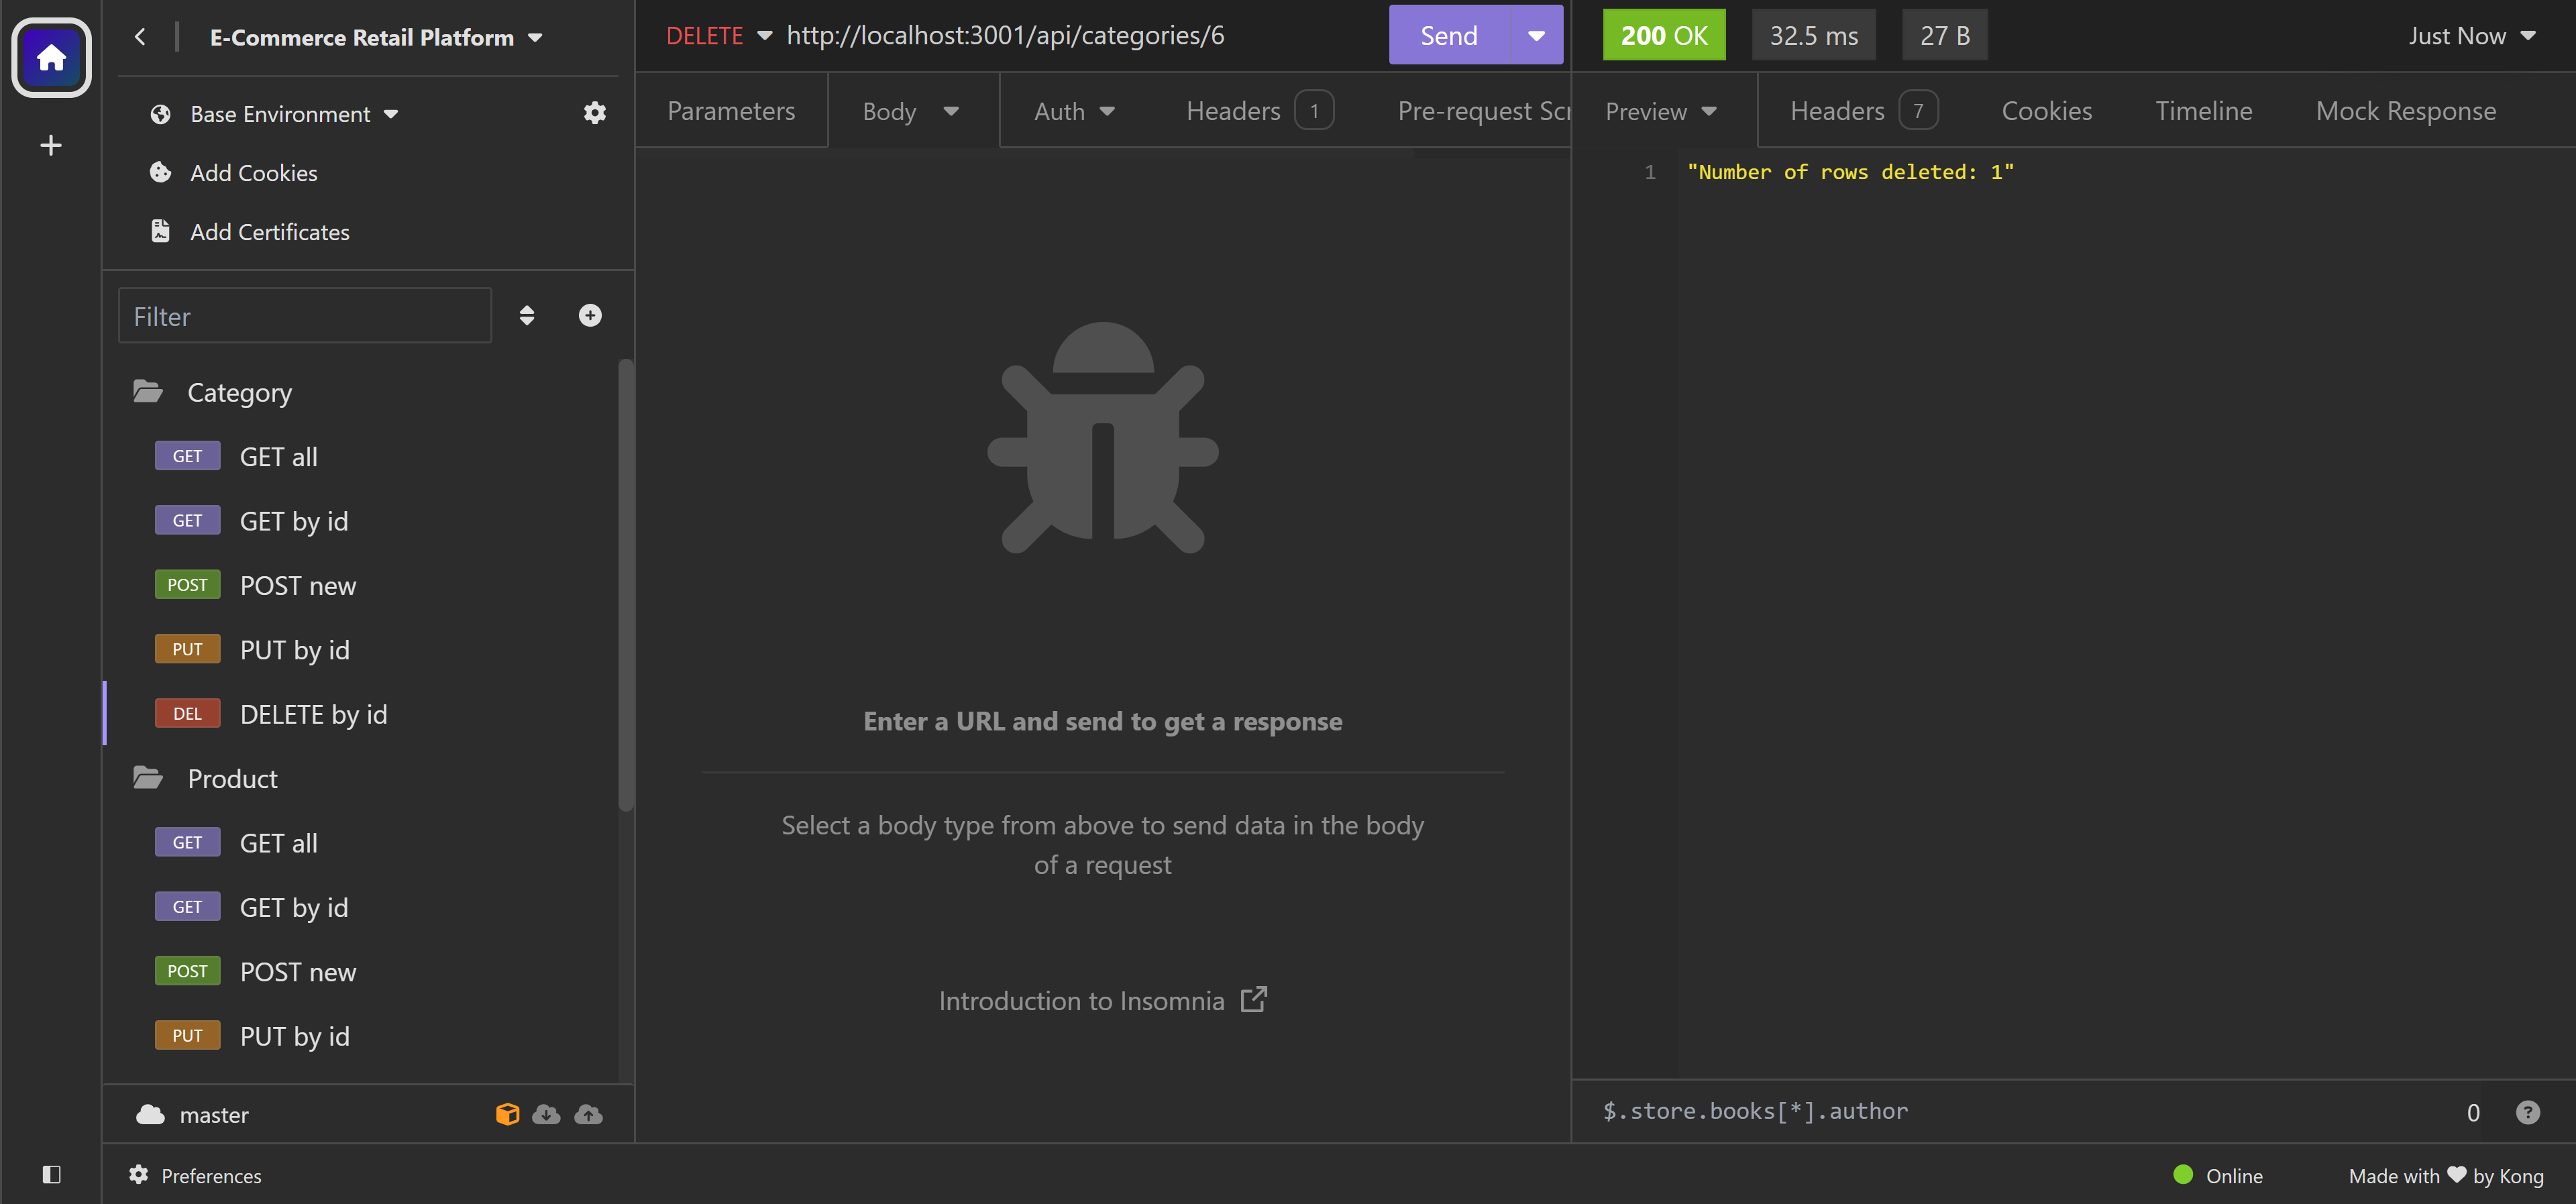 E-Commerce Retail Platform
Base Environment
Add Cookies
Add Certificates
Filter
Category
GET GET all
GET GET by id
POST POST new
PUT PUT by id
DEL DELETE by id
Product
GET GET all
GET GET by id
POST POST new
PUT PUT by id
master
Preferences
DELETE http://localhost:3001/api/categories/6 Send
Parameters Body Auth Headers 1 Pre-request Scr
Enter a URL and send to get a response
Select a body type from above to send data in the body
of a request
Introduction to Insomnia
200 OK 32.5 ms 27 B Just Now
Preview Headers 7 Cookies Timeline Mock Response
1 "Number of rows deleted: 1"
$.store.books[*].author 0 ?
Online Made with ♥ by Kong